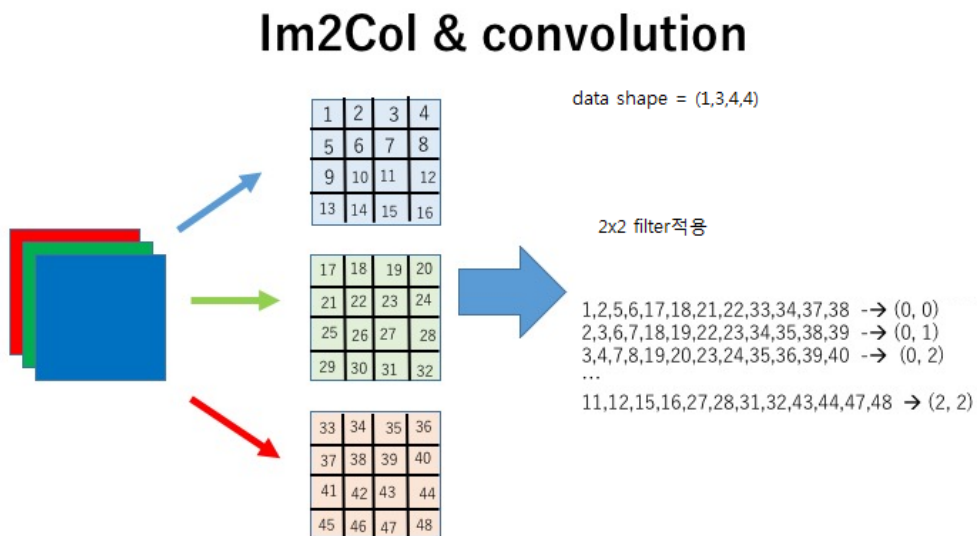 Im2Col & convolution
data shape = (1,3,4,4)
1 2 3 4
5 6 7 8
9 10 11 12
13 14 15 16
2x2 filter적용
17 18 19 20
21 22 23 24
25 26 27 28
29 30 31 32
1,2,5,6,17,18,21,22,33,34,37,38 -→ (0, 0)
2,3,6,7,18,19,22,23,34,35,38,39 -→ (0, 1)
3,4,7,8,19,20,23,24,35,36,39,40 -→ (0, 2)
...
11,12,15,16,27,28,31,32,43,44,47,48 → (2, 2)
33 34 35 36
37 38 39 40
41 42 43 44
45 46 47 48